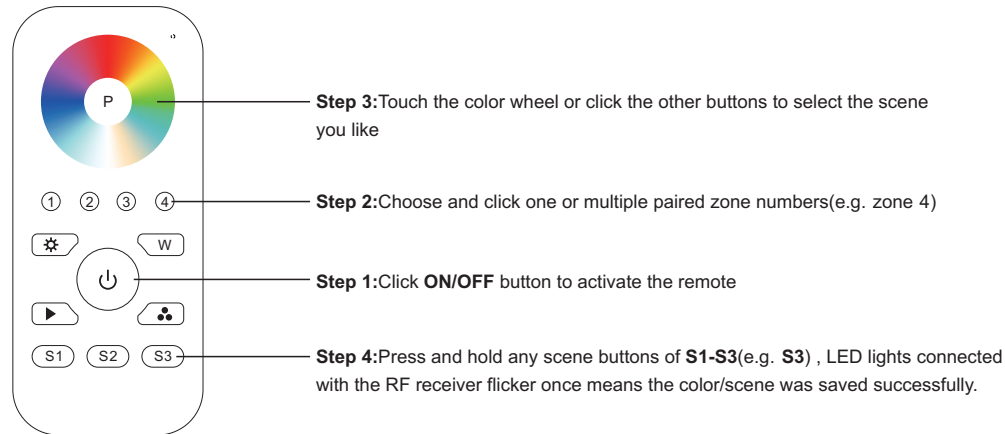 P
Step 3:Touch the color wheel or click the other buttons to select the scene
you like
1 2 3 4
Step 2:Choose and click one or multiple paired zone numbers(e.g. zone 4)
W
Step 1:Click ON/OFF button to activate the remote
S1 S2 S3
Step 4:Press and hold any scene buttons of S1-S3(e.g. S3) , LED lights connected
with the RF receiver flicker once means the color/scene was saved successfully.